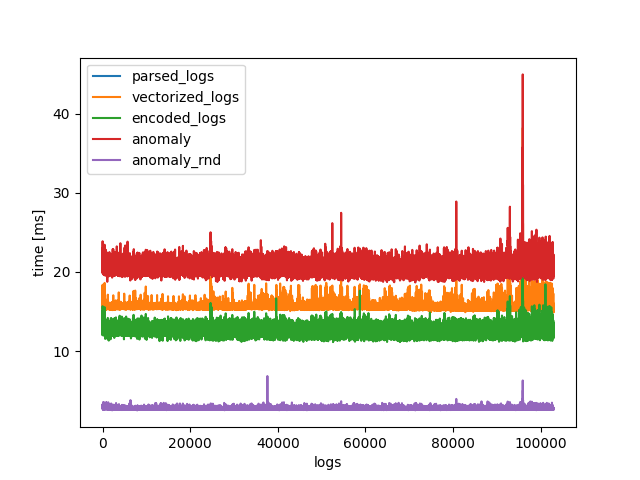 parsed_logs
vectorized_logs
encoded_logs
anomaly
anomaly_rnd
40
30
20
10
time [ms]
0 20000 40000 60000 80000 100000
logs